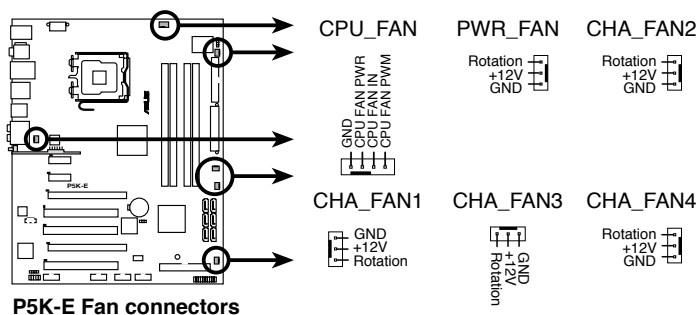 CPU_FAN
PWR_FAN
CHA_FAN2
GND
CPU FAN PWR
CPU FAN IN
CPU FAN PWM
Rotation
+12V
GND
Rotation
+12V
GND
/ISUS
P5K-E
CHA_FAN1
CHA_FAN3
CHA_FAN4
GND
+12V
Rotation
GND
+12V
Rotation
Rotation
+12V
GND
P5K-E Fan connectors